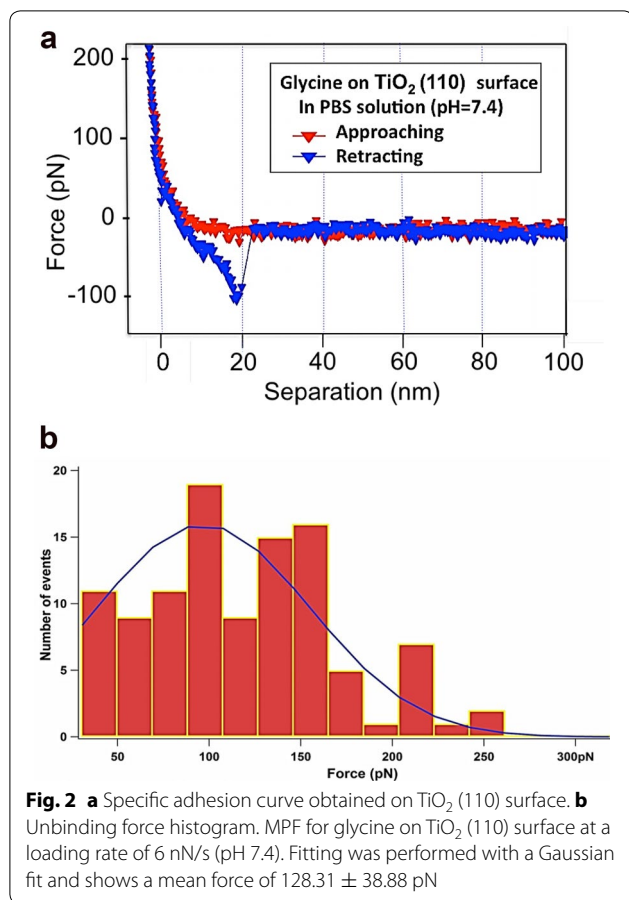 a
200
100
0
-100
Force (pN)
Glycine on TiO₂ (110) surface
In PBS solution (pH=7.4)
Approaching
Retracting
0 20 40 60 80 100
Separation (nm)
b
20
15
10
5
0
Number of events
50 100 150 200 250 300pN
Force (pN)
Fig. 2 a Specific adhesion curve obtained on TiO₂ (110) surface. b
Unbinding force histogram. MPF for glycine on TiO₂ (110) surface at a
loading rate of 6 nN/s (pH 7.4). Fitting was performed with a Gaussian
fit and shows a mean force of 128.31 ± 38.88 pN